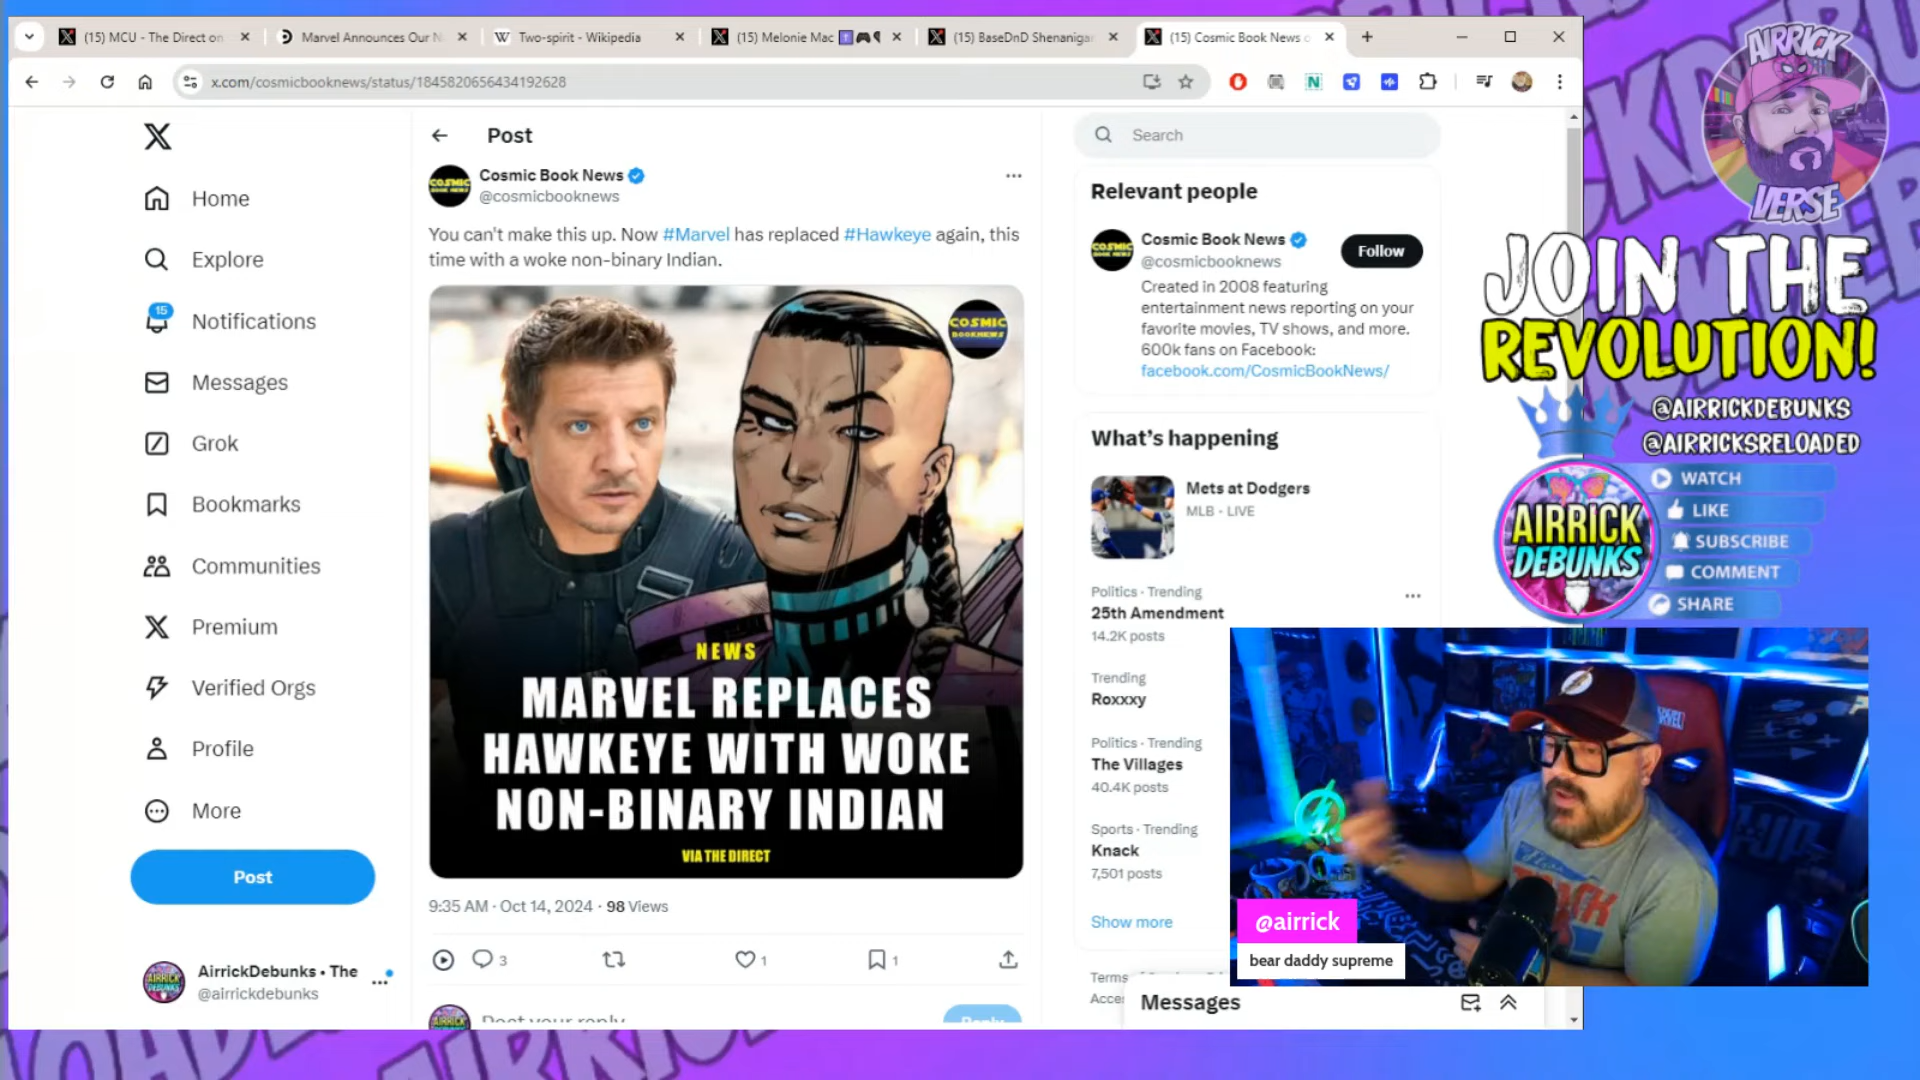 (15) MCU - The Direct on
Marvel Announces Our N
Two-spirit - Wikipedia
(15) Melonie Mac
(15) BaseDnD Shenanigan
(15) Cosmic Book News o
x.com/cosmicbooknews/status/1845820656434192628
AIRRICK
VERSE
Home
Explore
15
Notifications
Messages
Grok
Bookmarks
Communities
Premium
Verified Orgs
Profile
More
Post
AirrickDebunks • The
@airrickdebunks
Post
Cosmic Book News
@cosmicbooknews
You can't make this up. Now #Marvel has replaced #Hawkeye again, this
time with a woke non-binary Indian.
COSMIC
BOOKNEWS
NEWS
MARVEL REPLACES
HAWKEYE WITH WOKE
NON-BINARY INDIAN
VIA THE DIRECT
9:35 AM · Oct 14, 2024 · 98 Views
3
1
1
Post your reply
Reply
Search
Relevant people
Cosmic Book News
@cosmicbooknews
Follow
Created in 2008 featuring
entertainment news reporting on your
favorite movies, TV shows, and more.
600k fans on Facebook:
facebook.com/CosmicBookNews/
What's happening
Mets at Dodgers
MLB · LIVE
Politics · Trending
25th Amendment
14.2K posts
Trending
Roxxxy
Politics · Trending
The Villages
40.4K posts
Sports · Trending
Knack
7,501 posts
Show more
Terms
Acce
Messages
JOIN THE
REVOLUTION!
@AIRRICKDEBUNKS
@AIRRICKSRELOADED
AIRRICK
DEBUNKS
WATCH
LIKE
SUBSCRIBE
COMMENT
SHARE
@airrick
bear daddy supreme